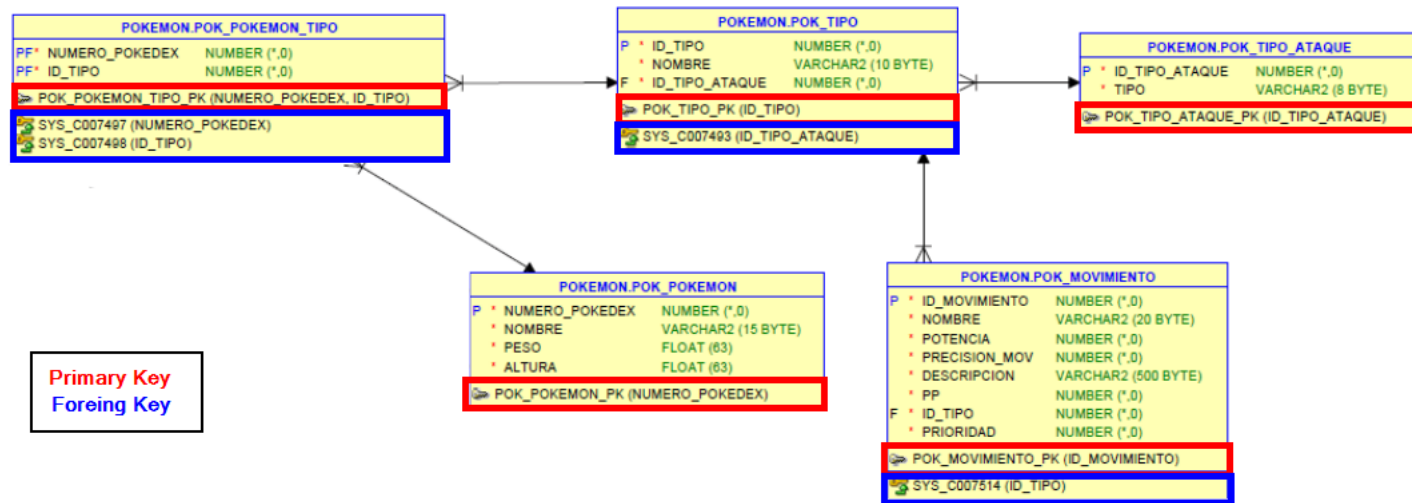 POKEMON.POK_POKEMON_TIPO
PF* NUMERO_POKEDEX NUMBER (*,0)
PF* ID_TIPO NUMBER (*,0)
POK_POKEMON_TIPO_PK (NUMERO_POKEDEX, ID_TIPO)
SYS_C007497 (NUMERO_POKEDEX)
SYS_C007498 (ID_TIPO)
POKEMON.POK_TIPO
P * ID_TIPO NUMBER (*,0)
* NOMBRE VARCHAR2 (10 BYTE)
F * ID_TIPO_ATAQUE NUMBER (*,0)
POK_TIPO_PK (ID_TIPO)
SYS_C007493 (ID_TIPO_ATAQUE)
POKEMON.POK_TIPO_ATAQUE
P * ID_TIPO_ATAQUE NUMBER (*,0)
* TIPO VARCHAR2 (8 BYTE)
POK_TIPO_ATAQUE_PK (ID_TIPO_ATAQUE)
POKEMON.POK_POKEMON
P * NUMERO_POKEDEX NUMBER (*,0)
* NOMBRE VARCHAR2 (15 BYTE)
* PESO FLOAT (63)
* ALTURA FLOAT (63)
POK_POKEMON_PK (NUMERO_POKEDEX)
POKEMON.POK_MOVIMIENTO
P * ID_MOVIMIENTO NUMBER (*,0)
* NOMBRE VARCHAR2 (20 BYTE)
* POTENCIA NUMBER (*,0)
* PRECISION_MOV NUMBER (*,0)
* DESCRIPCION VARCHAR2 (500 BYTE)
* PP NUMBER (*,0)
F * ID_TIPO NUMBER (*,0)
* PRIORIDAD NUMBER (*,0)
POK_MOVIMIENTO_PK (ID_MOVIMIENTO)
SYS_C007514 (ID_TIPO)
Primary Key
Foreing Key